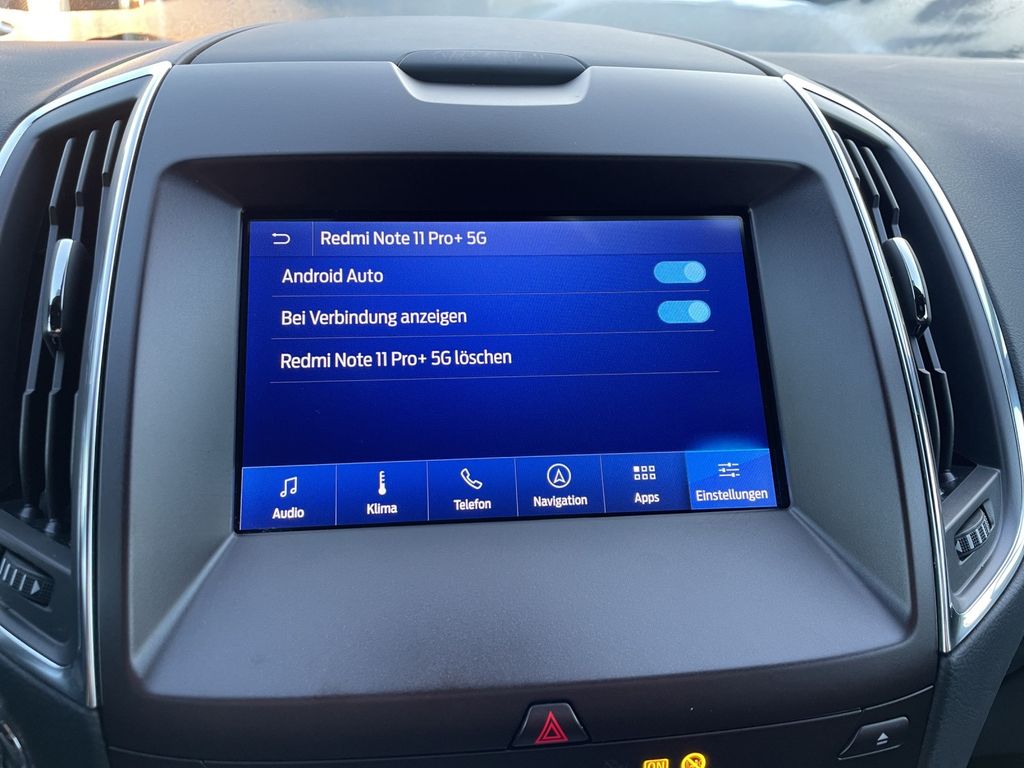 Redmi Note 11 Pro+ 5G
Android Auto
Bei Verbindung anzeigen
Redmi Note 11 Pro+ 5G löschen
Audio
Klima
Telefon
Navigation
Apps
Einstellungen